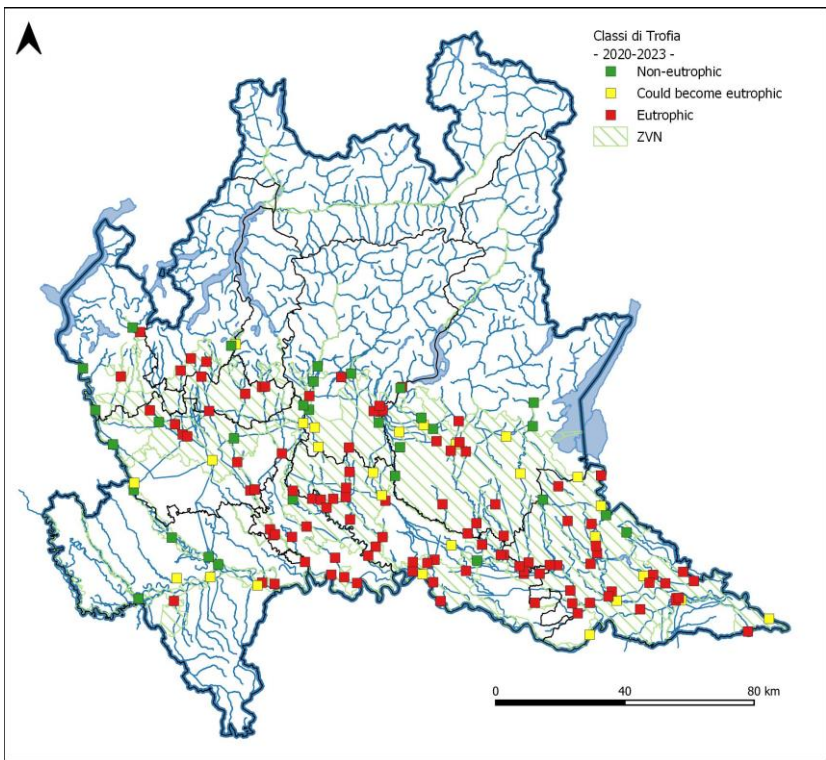 Classi di Trofia
- 2020-2023 -
Non-eutrophic
Could become eutrophic
Eutrophic
ZVN
0 40 80 km